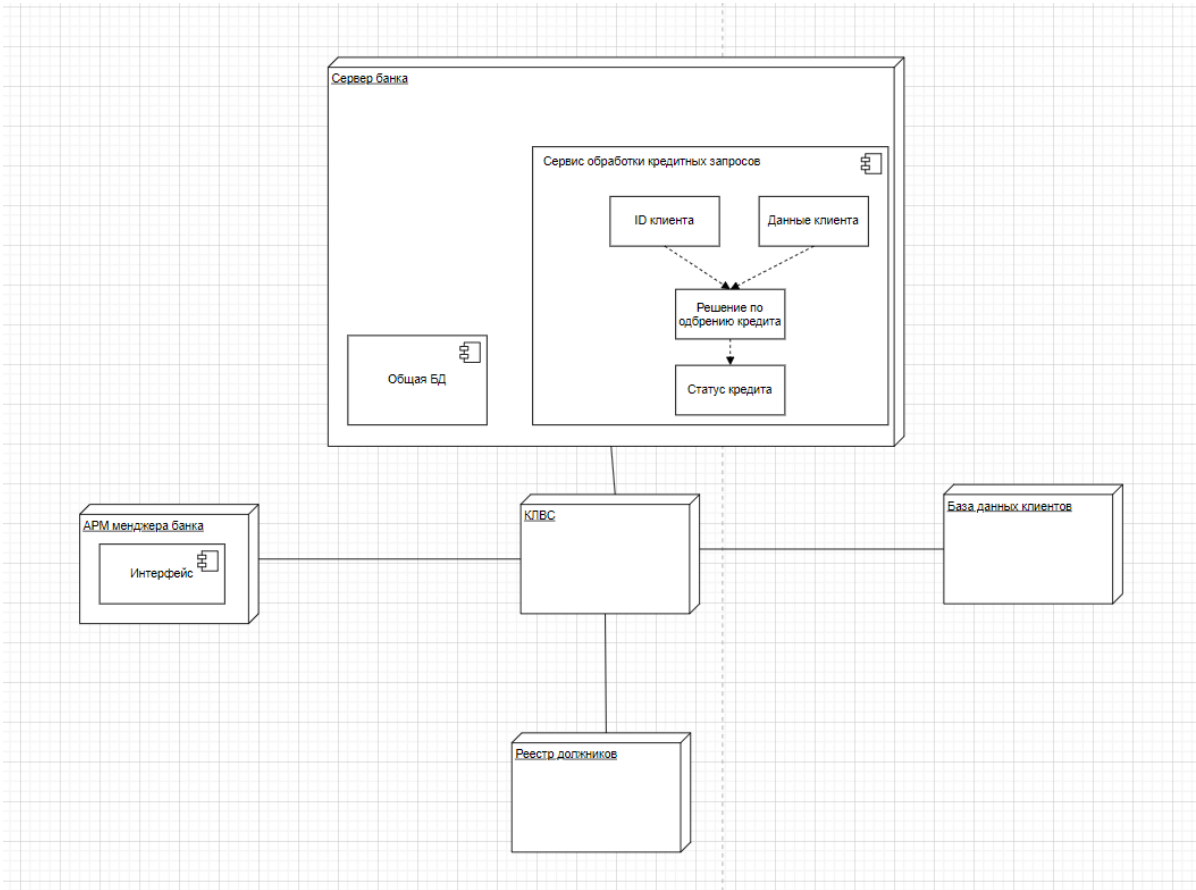 Сервер банка
Сервис обработки кредитных запросов
ID клиента
Данные клиента
Решение по
одбрению кредита
Статус кредита
Общая БД
АРМ менджера банка
Интерфейс
КЛВС
База данных клиентов
Реестр должников